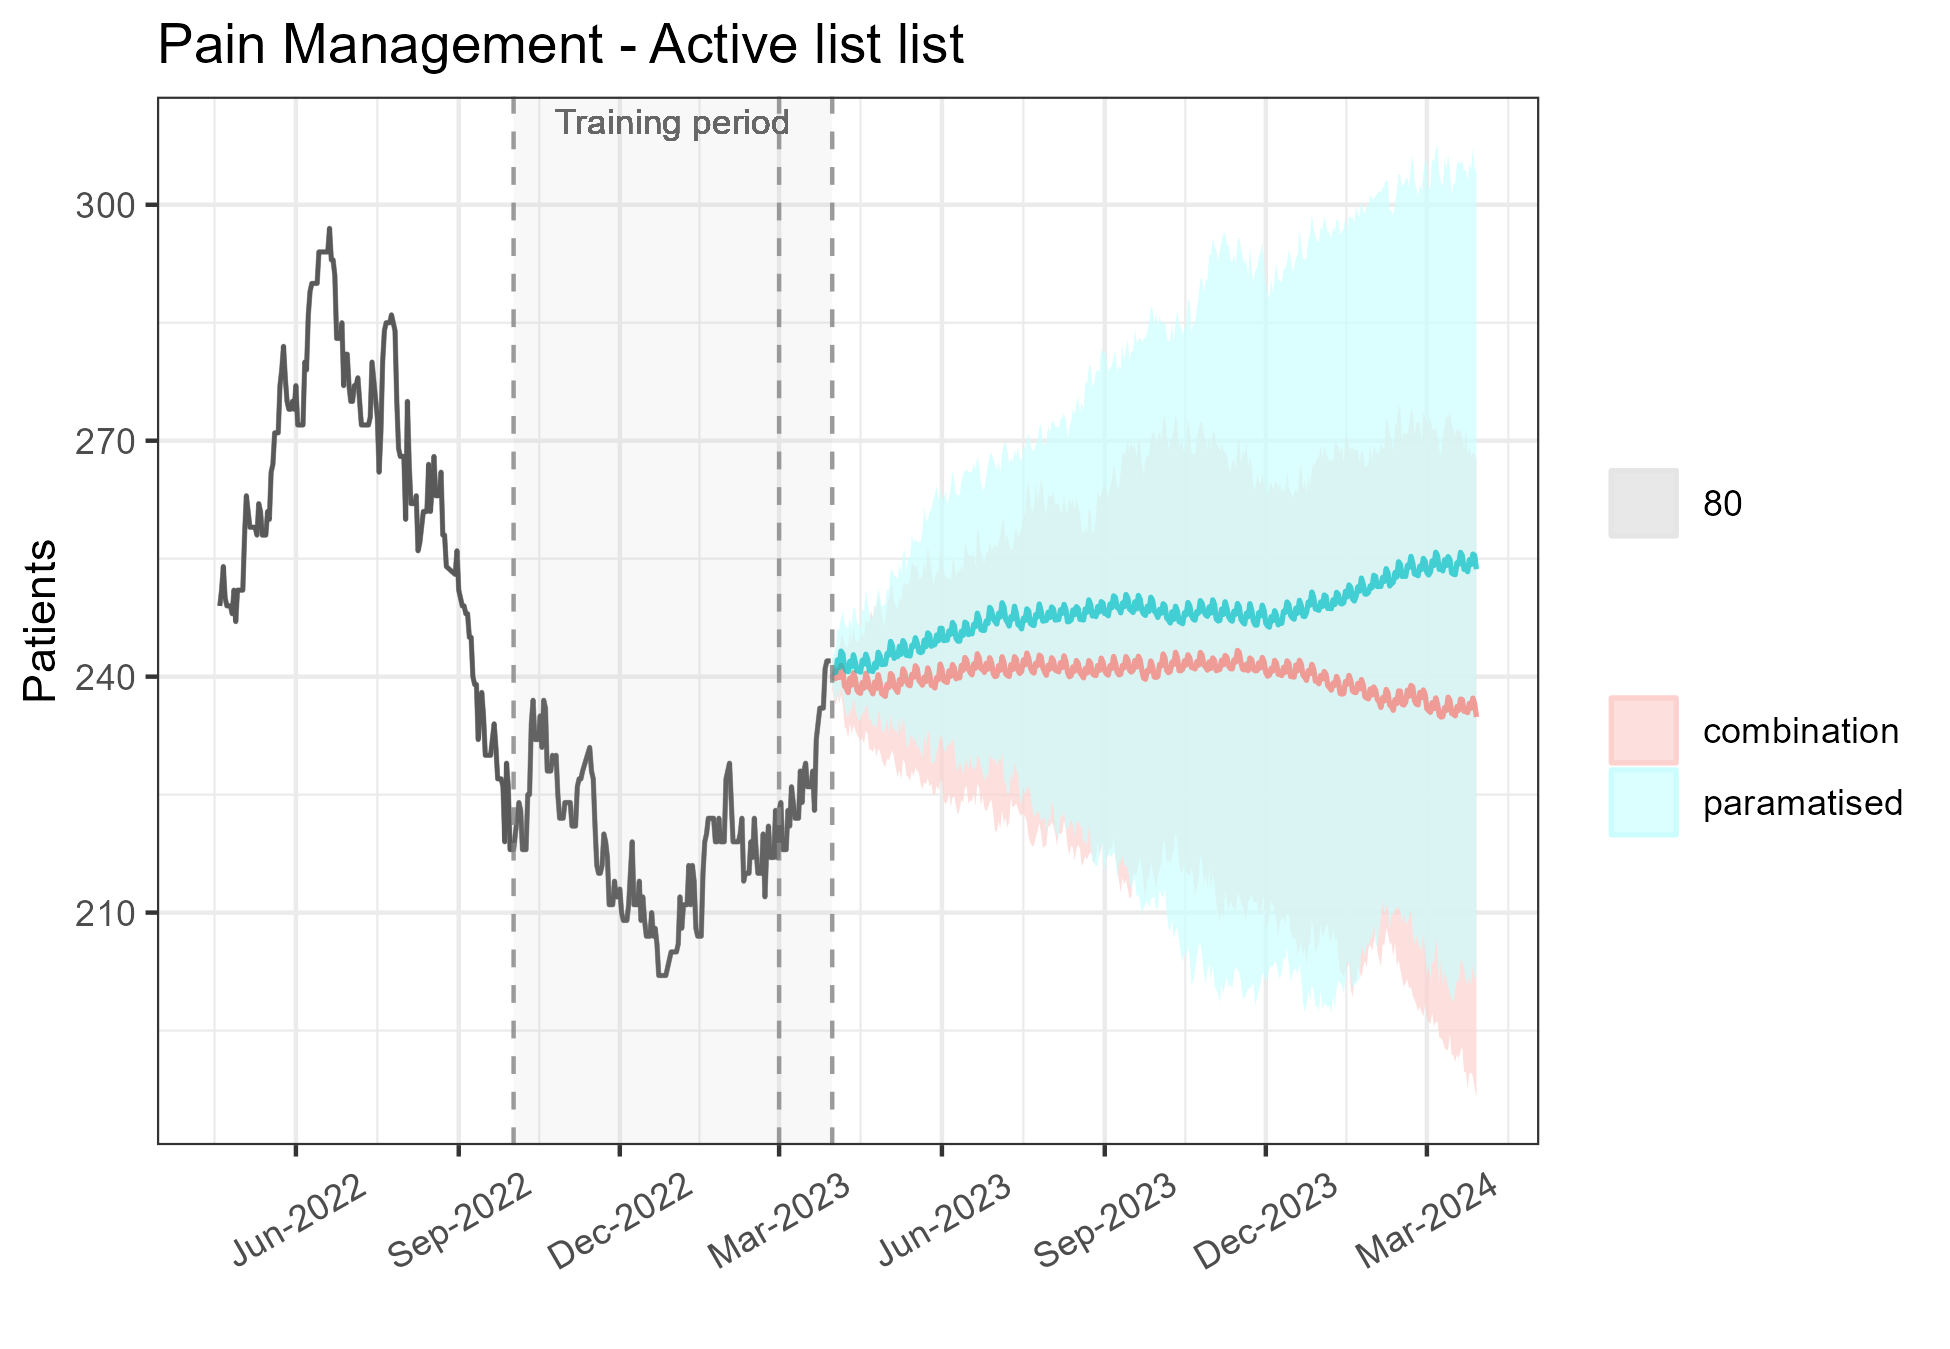 Pain Management - Active list list
Training period
Patients
300
270
240
210
Jun-2022
Sep-2022
Dec-2022
Mar-2023
Jun-2023
Sep-2023
Dec-2023
Mar-2024
80
combination
paramatised